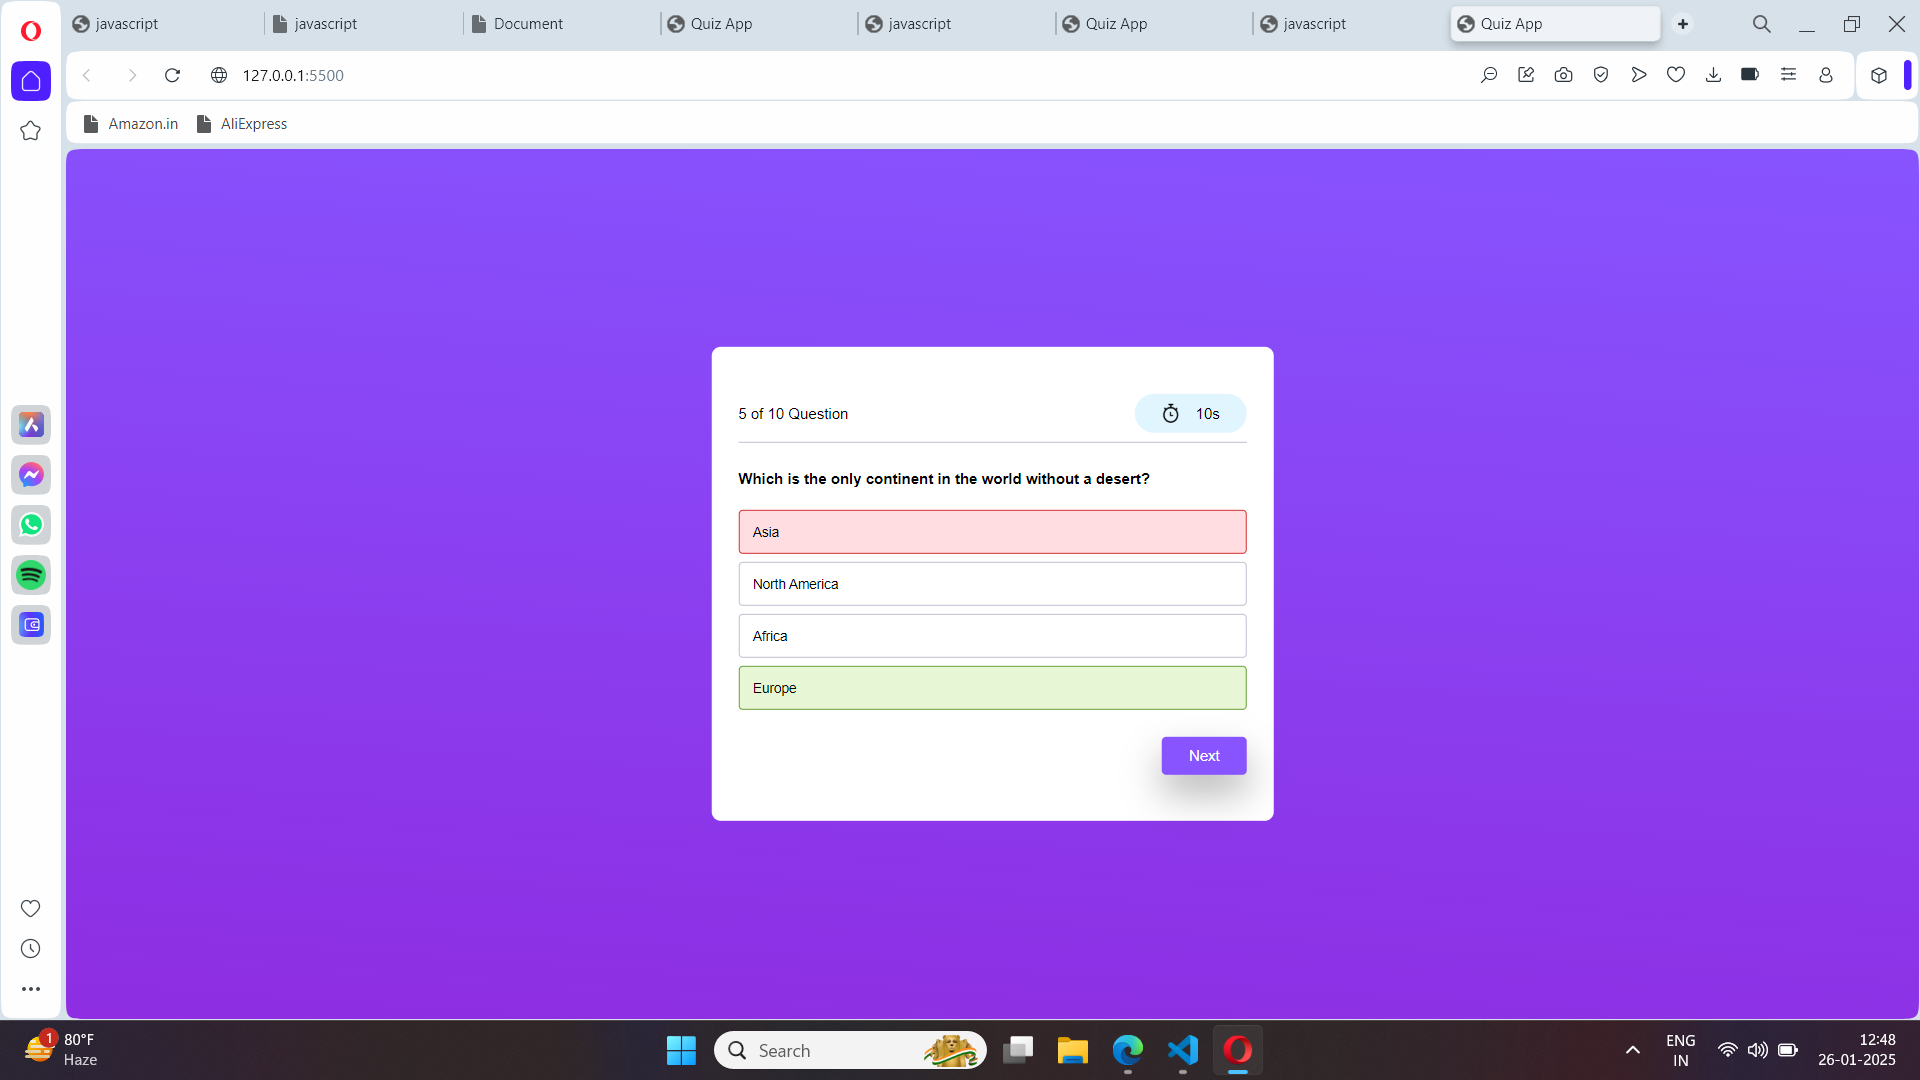 javascript
javascript
Document
Quiz App
javascript
Quiz App
javascript
Quiz App
127.0.0.1:5500
Amazon.in
AliExpress
5 of 10 Question
10s
Which is the only continent in the world without a desert?
Asia
North America
Africa
Europe
Next
1
80°F
Haze
Search
ENG
IN
12:48
26-01-2025